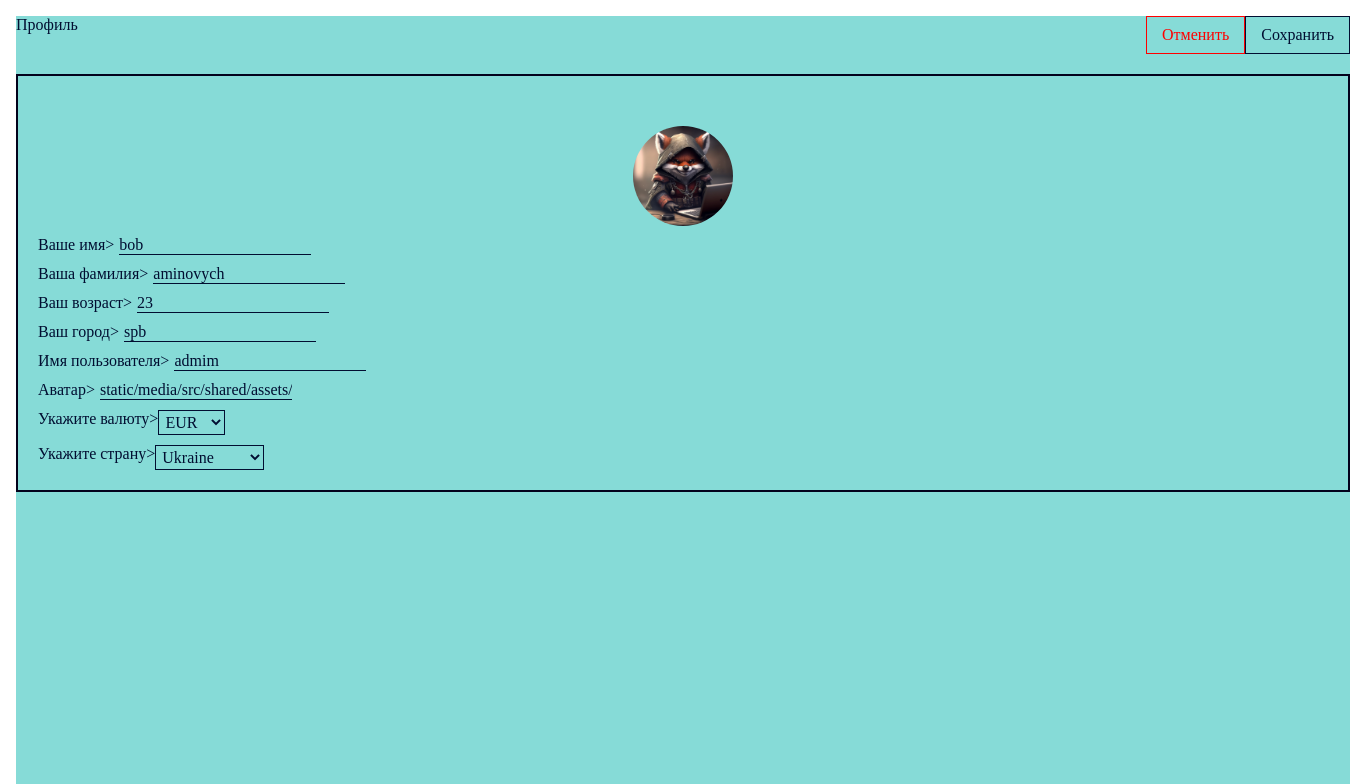 Профиль
Отменить Сохранить
Ваше имя> bob
Ваша фамилия> aminovych
Ваш возраст> 23
Ваш город> spb
Имя пользователя> admim
Аватар> static/media/src/shared/assets/
Укажите валюту> EUR
Укажите страну> Ukraine